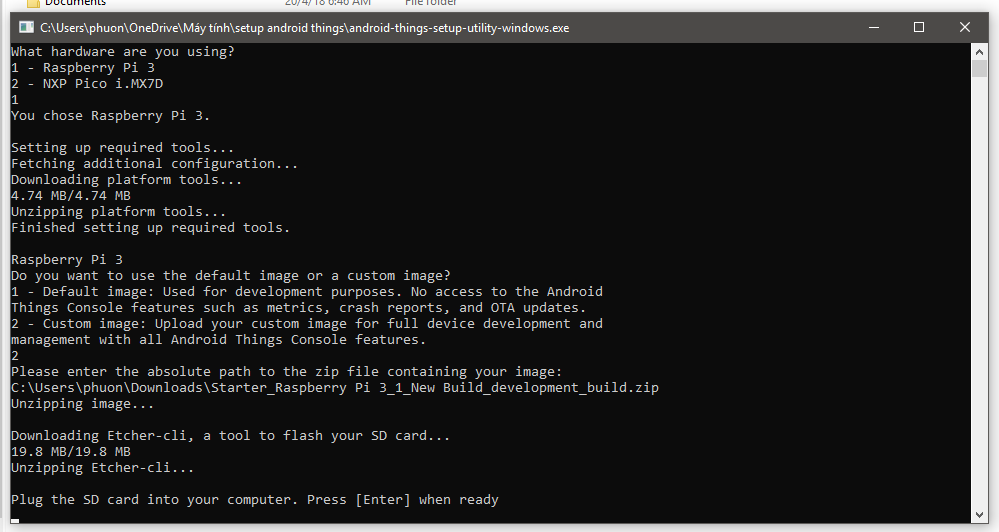 Documents
20/4/18 6:46 AM
File folder
C:\Users\phuon\OneDrive\Máy tính\setup android things\android-things-setup-utility-windows.exe
What hardware are you using?
1 - Raspberry Pi 3
2 - NXP Pico i.MX7D
1
You chose Raspberry Pi 3.
Setting up required tools...
Fetching additional configuration...
Downloading platform tools...
4.74 MB/4.74 MB
Unzipping platform tools...
Finished setting up required tools.
Raspberry Pi 3
Do you want to use the default image or a custom image?
1 - Default image: Used for development purposes. No access to the Android
Things Console features such as metrics, crash reports, and OTA updates.
2 - Custom image: Upload your custom image for full device development and
management with all Android Things Console features.
2
Please enter the absolute path to the zip file containing your image:
C:\Users\phuon\Downloads\Starter_Raspberry Pi 3_1_New Build_development_build.zip
Unzipping image...
Downloading Etcher-cli, a tool to flash your SD card...
19.8 MB/19.8 MB
Unzipping Etcher-cli...
Plug the SD card into your computer. Press [Enter] when ready